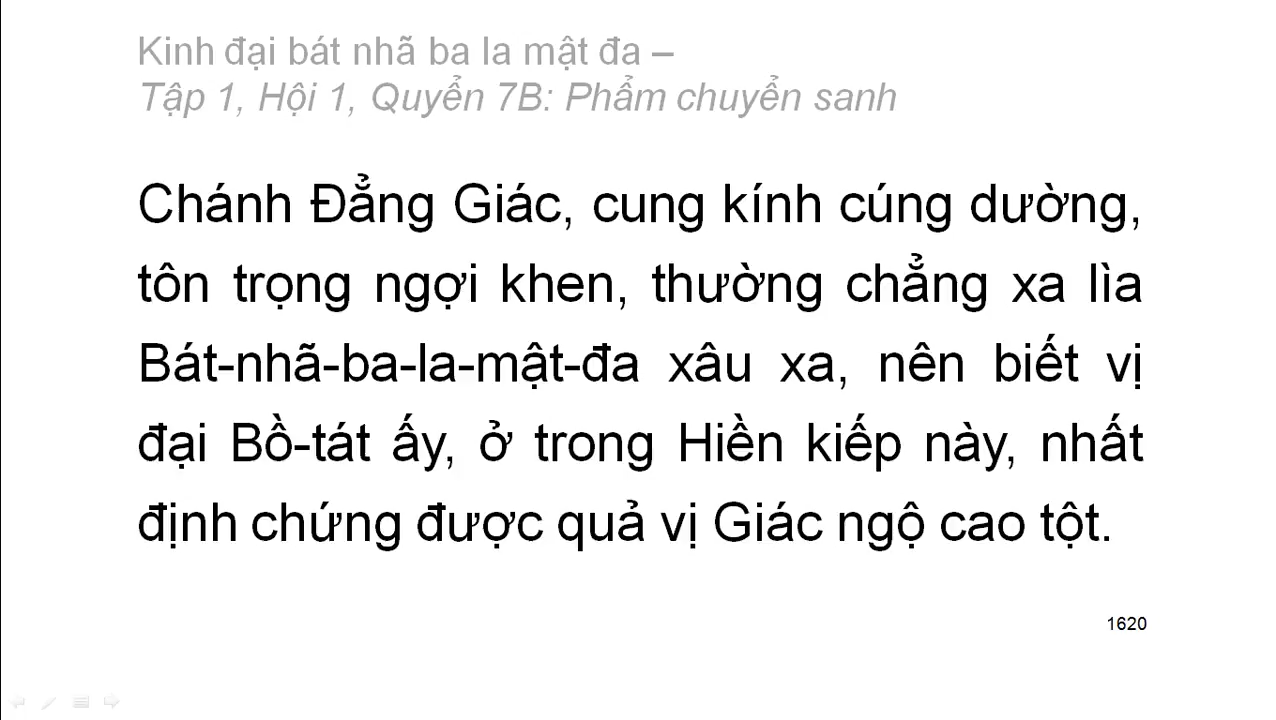 Kinh đại bát nhã ba la mật đa –
Tập 1, Hội 1, Quyển 7B: Phẩm chuyển sanh
Chánh Đẳng Giác, cung kính cúng dường,
tôn trọng ngợi khen, thường chẳng xa lìa
Bát-nhã-ba-la-mật-đa xâu xa, nên biết vị
đại Bồ-tát ấy, ở trong Hiền kiếp này, nhất
định chứng được quả vị Giác ngộ cao tột.
1620